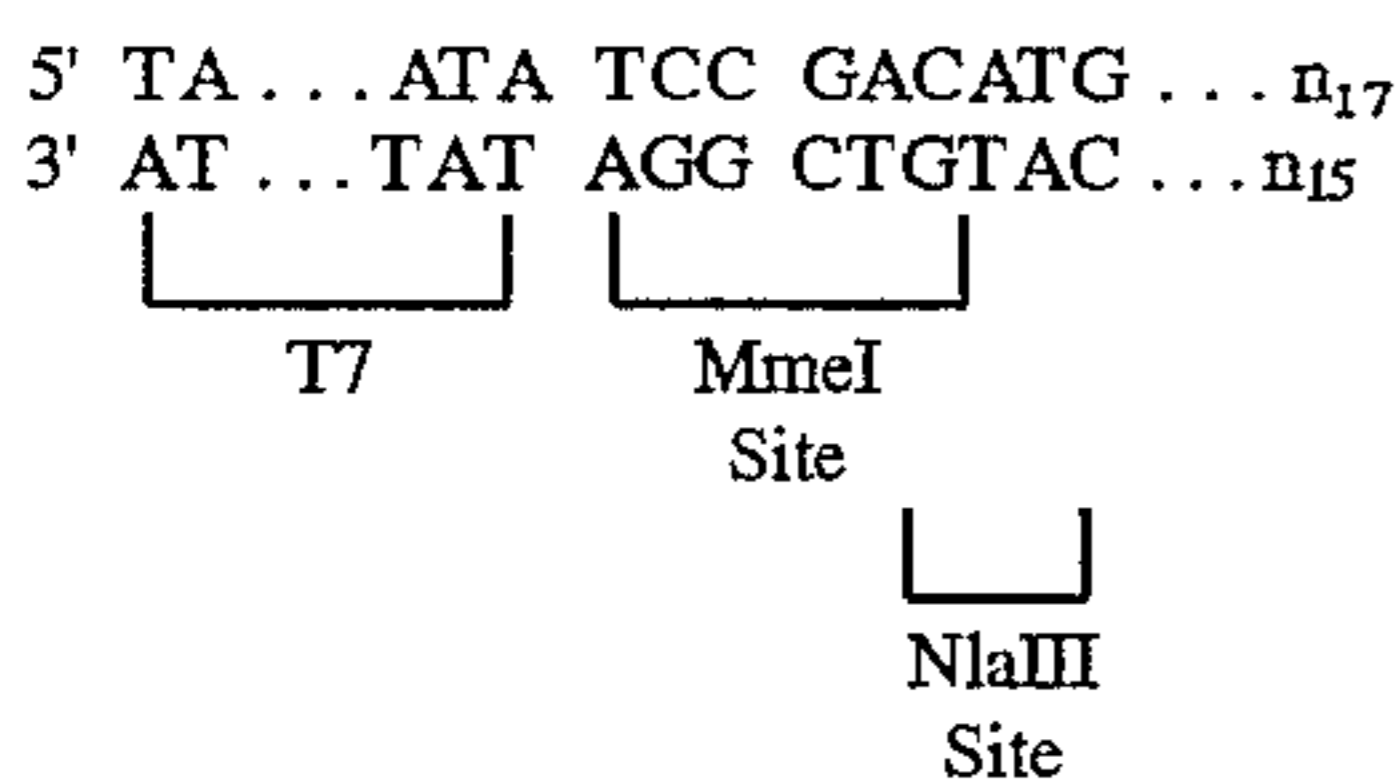 5' TA...ATA TCC GACATG...n17
3' AT...TAT AGG CTGTAC...n15
T7 MmeI
Site
NlaIII
Site